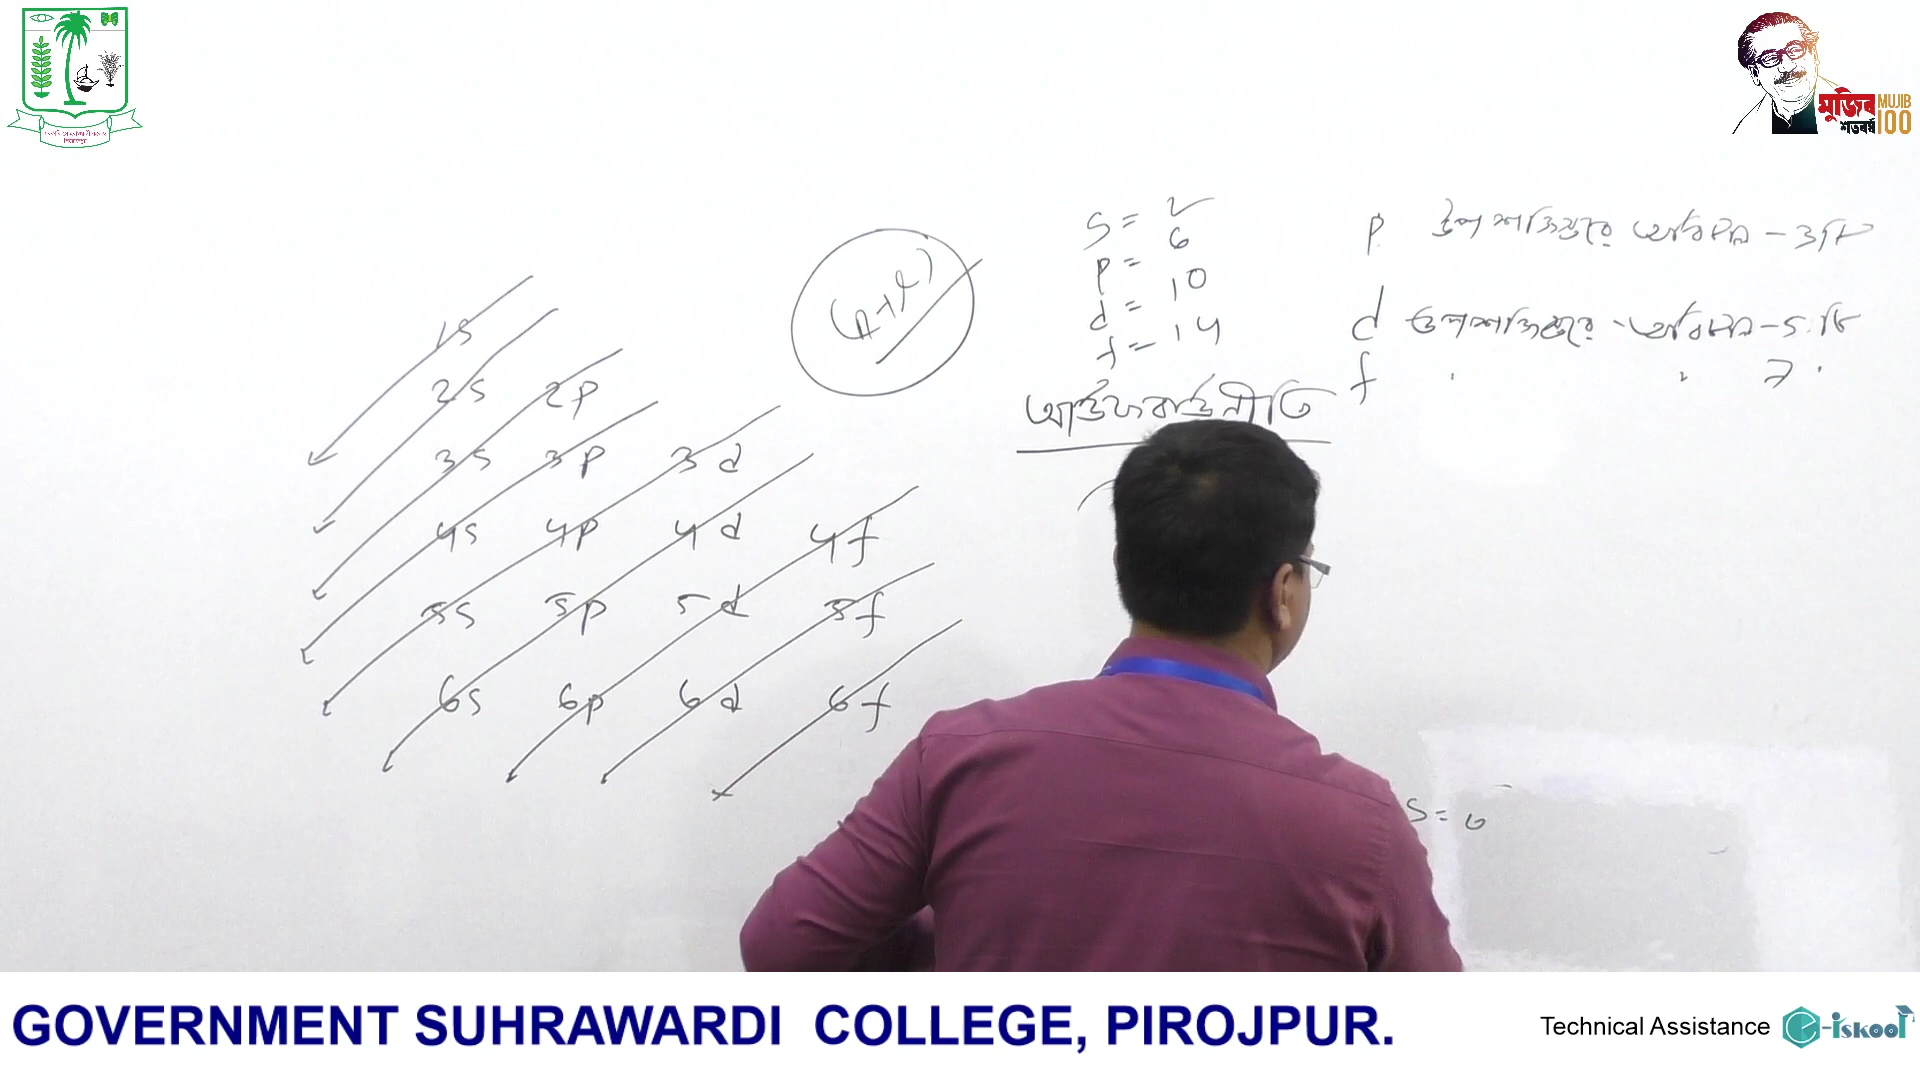 মুজিব MUJIB
শতবর্ষ 100
1s
2s 2p
3s 3p 3d
4s 4p 4d 4f
5s 5p 5d 5f
6s 6p 6d 6f
(n+l)
s = 2
p = 6
d = 10
f = 14
আউফবাউ নীতি
p উপশক্তিস্তরে অরবিটাল - ৩টি
d উপশক্তিস্তরে - অরবিটাল - ৫টি
f " " ৭ "
s = 0
GOVERNMENT SUHRAWARDI COLLEGE, PIROJPUR.
Technical Assistance e-iskool